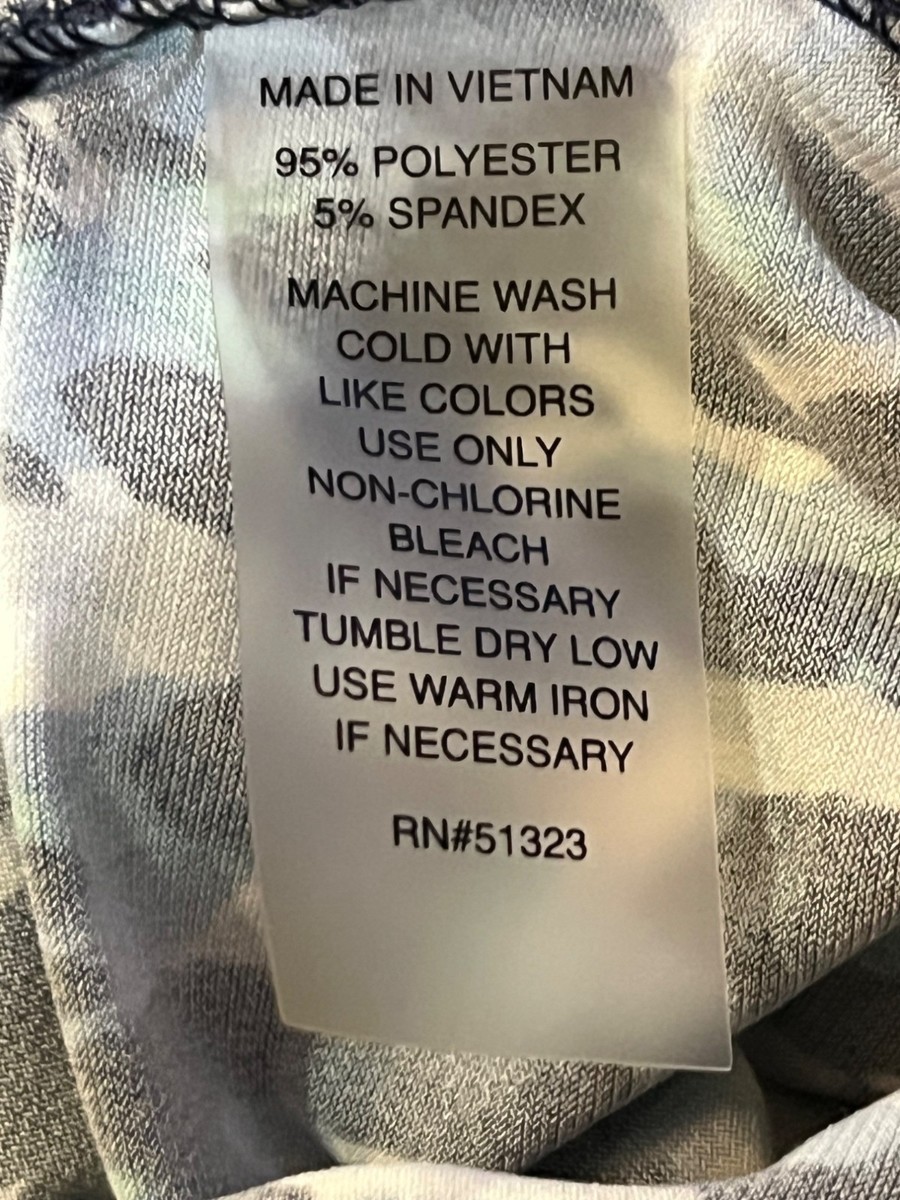 MADE IN VIETNAM
95% POLYESTER
5% SPANDEX
MACHINE WASH
COLD WITH
LIKE COLORS
USE ONLY
NON-CHLORINE
BLEACH
IF NECESSARY
TUMBLE DRY LOW
USE WARM IRON
IF NECESSARY
RN#51323